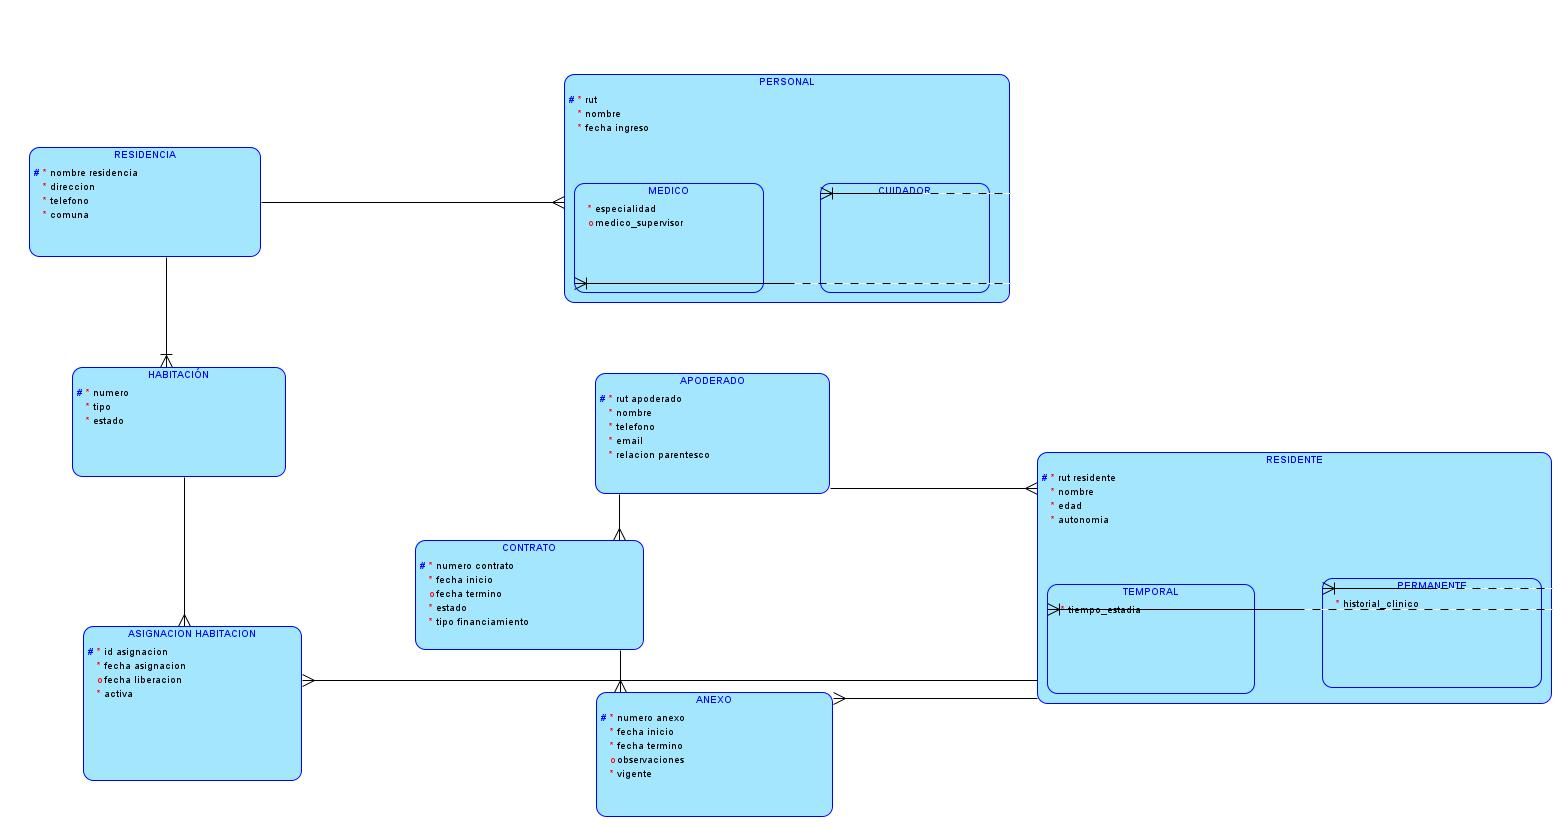 PERSONAL
# * rut
* nombre
* fecha ingreso
MEDICO
* especialidad
o medico_supervisor
CUIDADOR
RESIDENCIA
# * nombre residencia
* direccion
* telefono
* comuna
HABITACIÓN
# * numero
* tipo
* estado
APODERADO
# * rut apoderado
* nombre
* telefono
* email
* relacion parentesco
RESIDENTE
# * rut residente
* nombre
* edad
* autonomia
TEMPORAL
* tiempo_estadia
PERMANENTE
* historial_clinico
CONTRATO
# * numero contrato
* fecha inicio
o fecha termino
* estado
* tipo financiamiento
ASIGNACION HABITACION
# * id asignacion
* fecha asignacion
o fecha liberacion
* activa
ANEXO
# * numero anexo
* fecha inicio
* fecha termino
o observaciones
* vigente